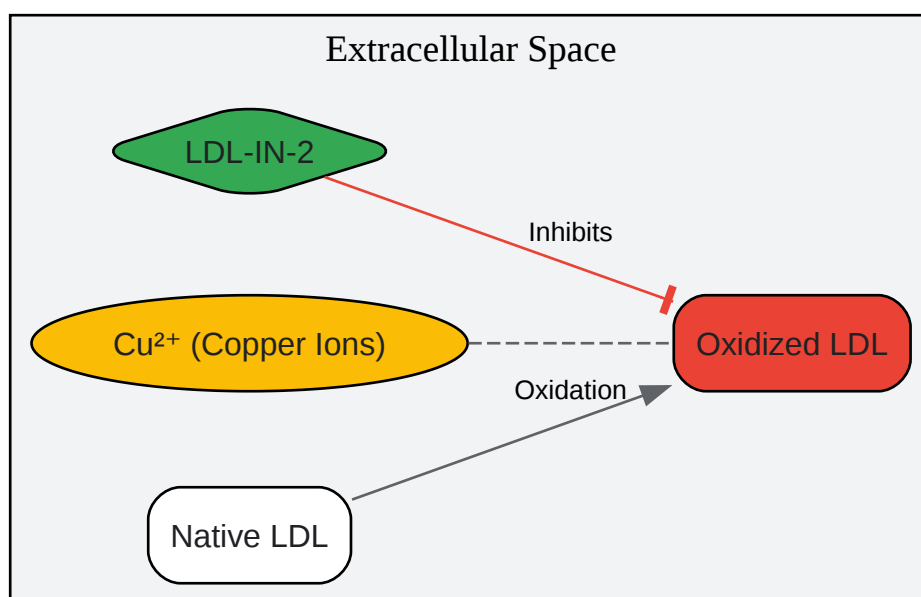 Extracellular Space
LDL-IN-2
Inhibits
Cu²⁺ (Copper Ions)
Oxidized LDL
Oxidation
Native LDL